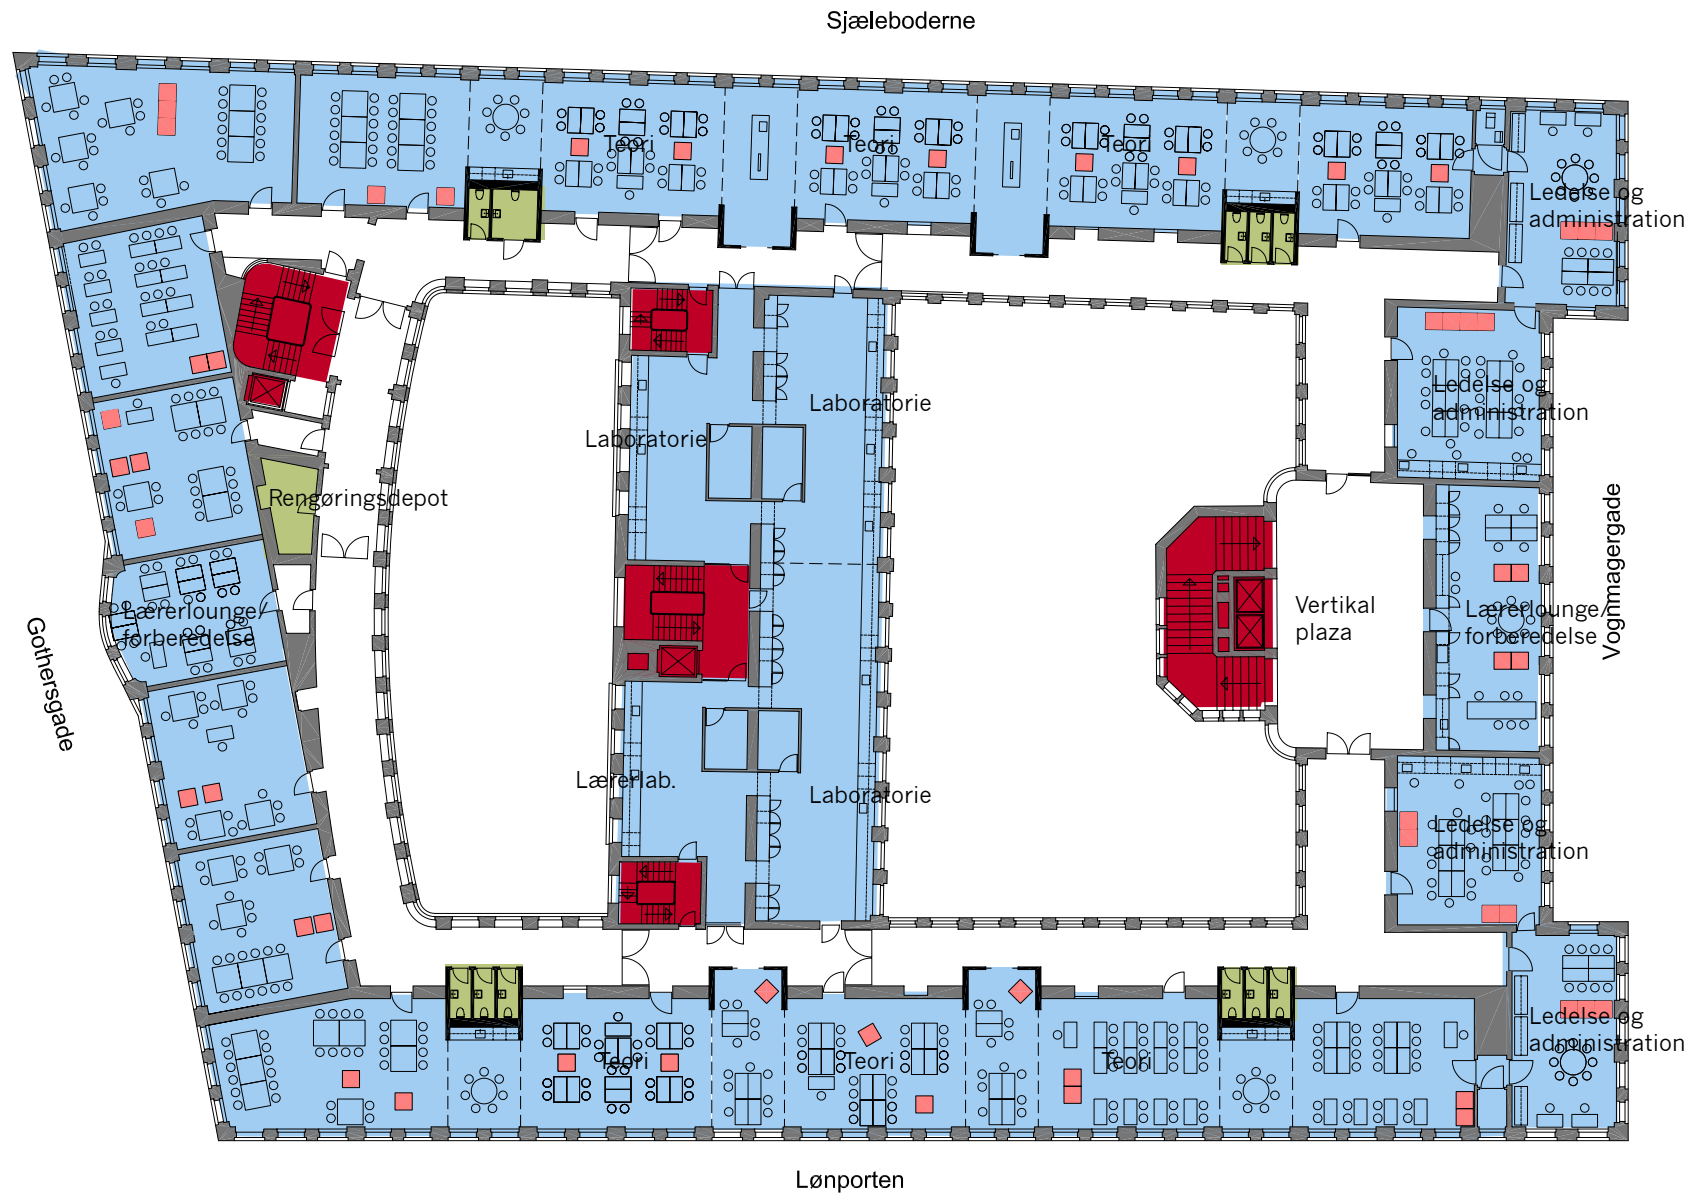 Sjæleboderne
Teori
Teori
Teori
Ledelse og
administration
Laboratorie
Laboratorie
Ledelse og
administration
Rengøringsdepot
Lærerlounge/
forberedelse
Vertikal
plaza
Lærerlounge/
forberedelse
Vognmagergade
Gothersgade
Lærerlab.
Laboratorie
Ledelse og
administration
Ledelse og
administration
Teori
Teori
Teori
Lønporten